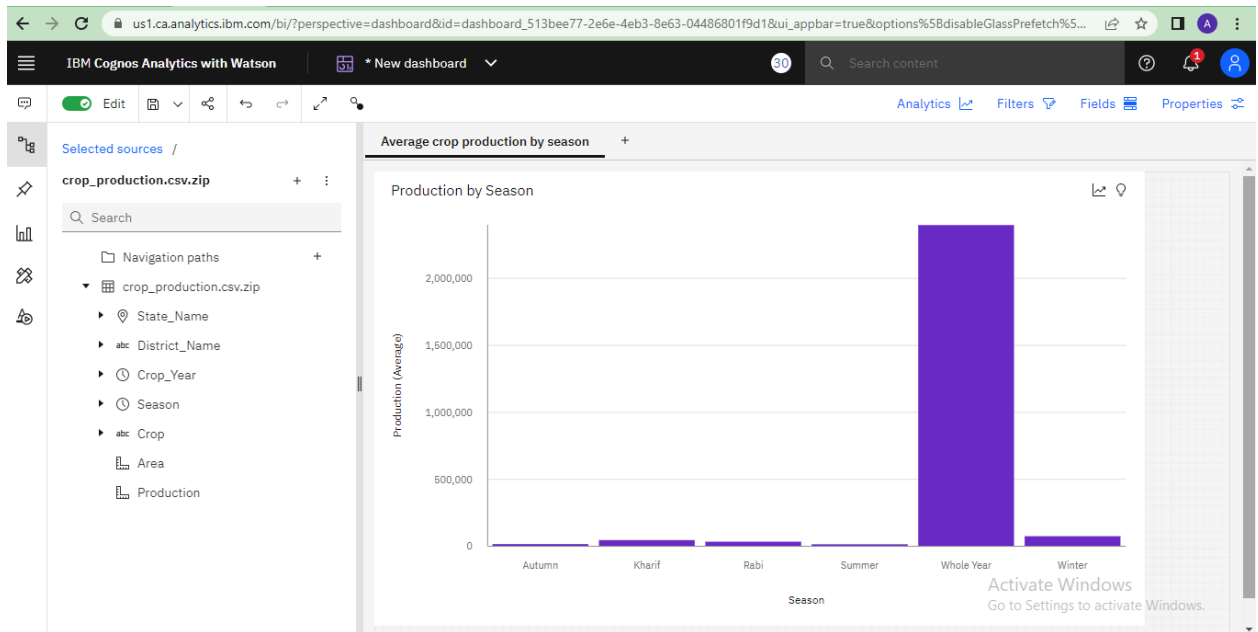 us1.ca.analytics.ibm.com/bi/?perspective=dashboard&id=dashboard_513bee77-2e6e-4eb3-8e63-04486801f9d1&ui_appbar=true&options%5BdisableGlassPrefetch%5...
A
IBM Cognos Analytics with Watson
* New dashboard
30
Search content
1
Edit
Analytics
Filters
Fields
Properties
Selected sources /
crop_production.csv.zip
Search
Navigation paths
crop_production.csv.zip
State_Name
abc District_Name
Crop_Year
Season
abc Crop
Area
Production
Average crop production by season
Production by Season
Production (Average)
2,000,000
1,500,000
1,000,000
500,000
0
Autumn Kharif Rabi Summer Whole Year Winter
Season
Activate Windows
Go to Settings to activate Windows.